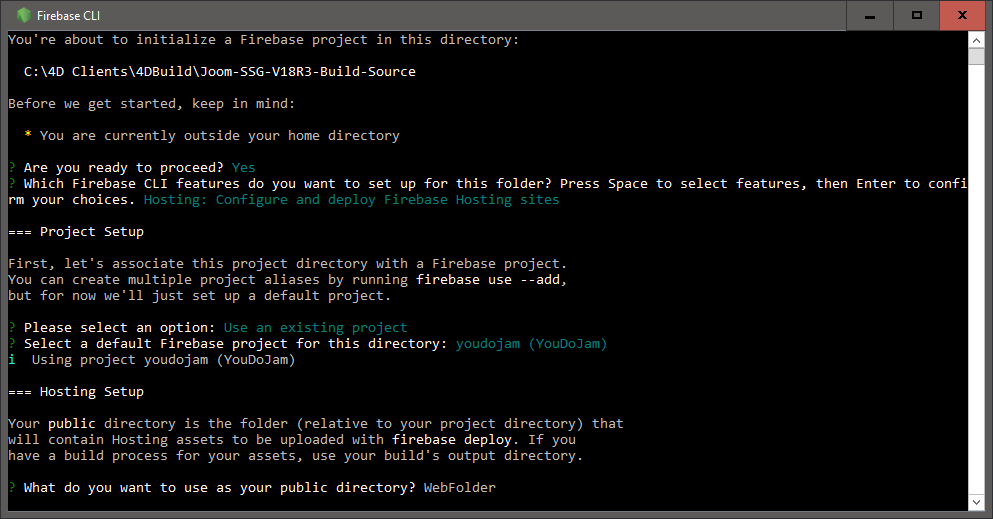 Firebase CLI
You're about to initialize a Firebase project in this directory:
C:\4D Clients\4DBuild\Joom-SSG-V18R3-Build-Source
Before we get started, keep in mind:
* You are currently outside your home directory
? Are you ready to proceed? Yes
? Which Firebase CLI features do you want to set up for this folder? Press Space to select features, then Enter to confi
rm your choices. Hosting: Configure and deploy Firebase Hosting sites
=== Project Setup
First, let's associate this project directory with a Firebase project.
You can create multiple project aliases by running firebase use --add,
but for now we'll just set up a default project.
? Please select an option: Use an existing project
? Select a default Firebase project for this directory: youdojam (YouDoJam)
i  Using project youdojam (YouDoJam)
=== Hosting Setup
Your public directory is the folder (relative to your project directory) that
will contain Hosting assets to be uploaded with firebase deploy. If you
have a build process for your assets, use your build's output directory.
? What do you want to use as your public directory? WebFolder